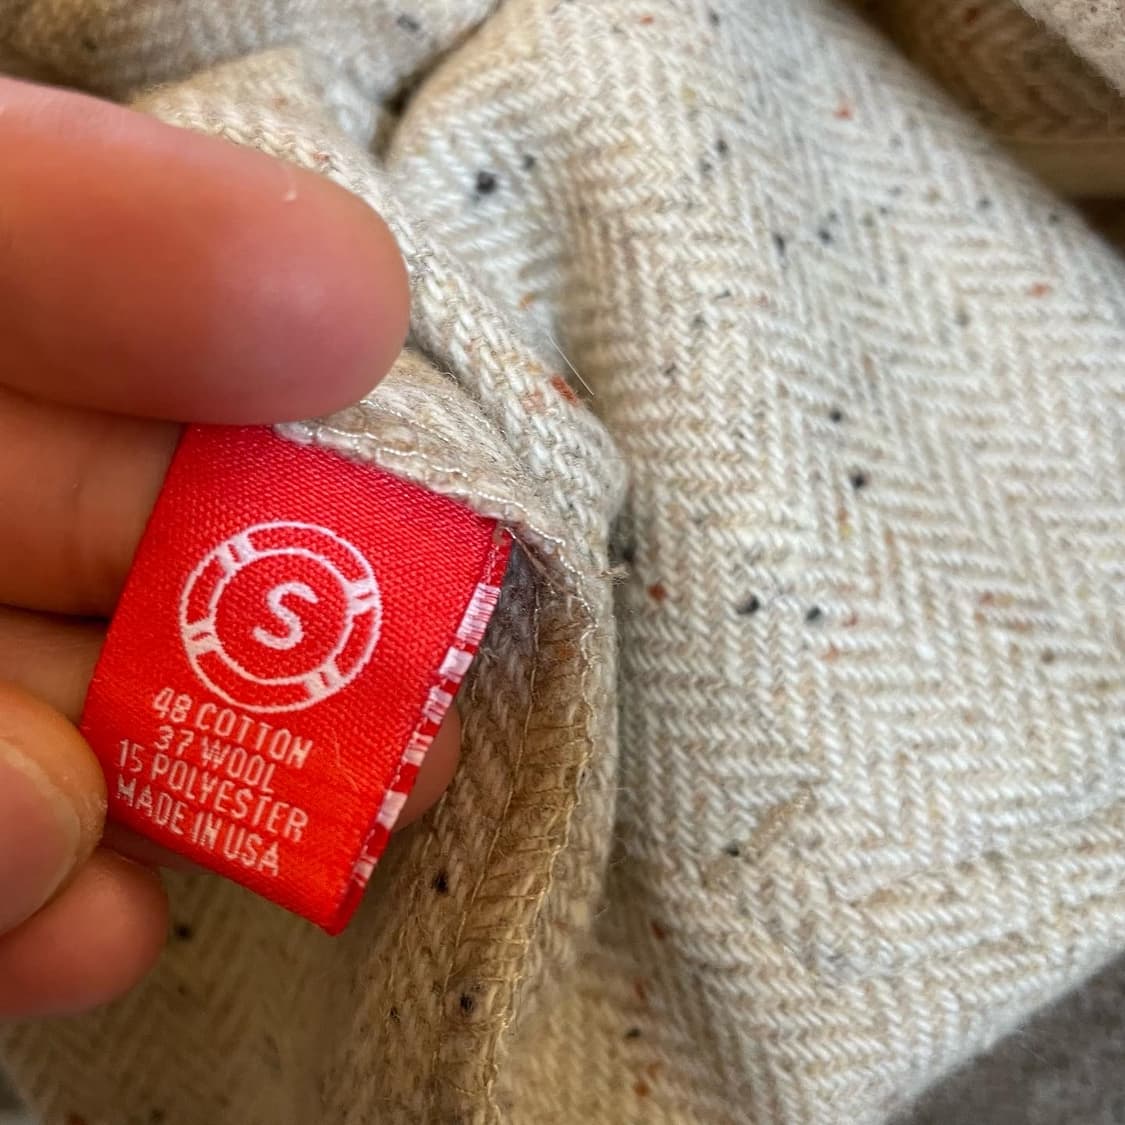 S
48 COTTON
37 WOOL
15 POLYESTER
MADE IN USA